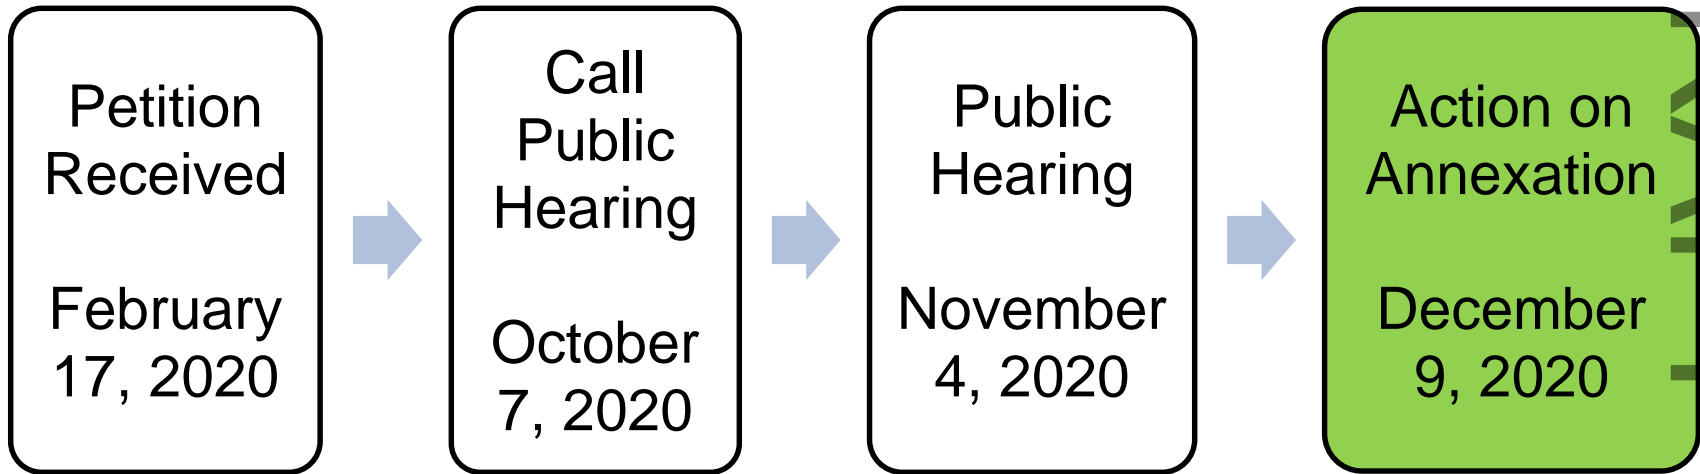 Petition
Received
February
17, 2020
Call
Public
Hearing
October
7, 2020
Public
Hearing
November
4, 2020
Action on
Annexation
December
9, 2020